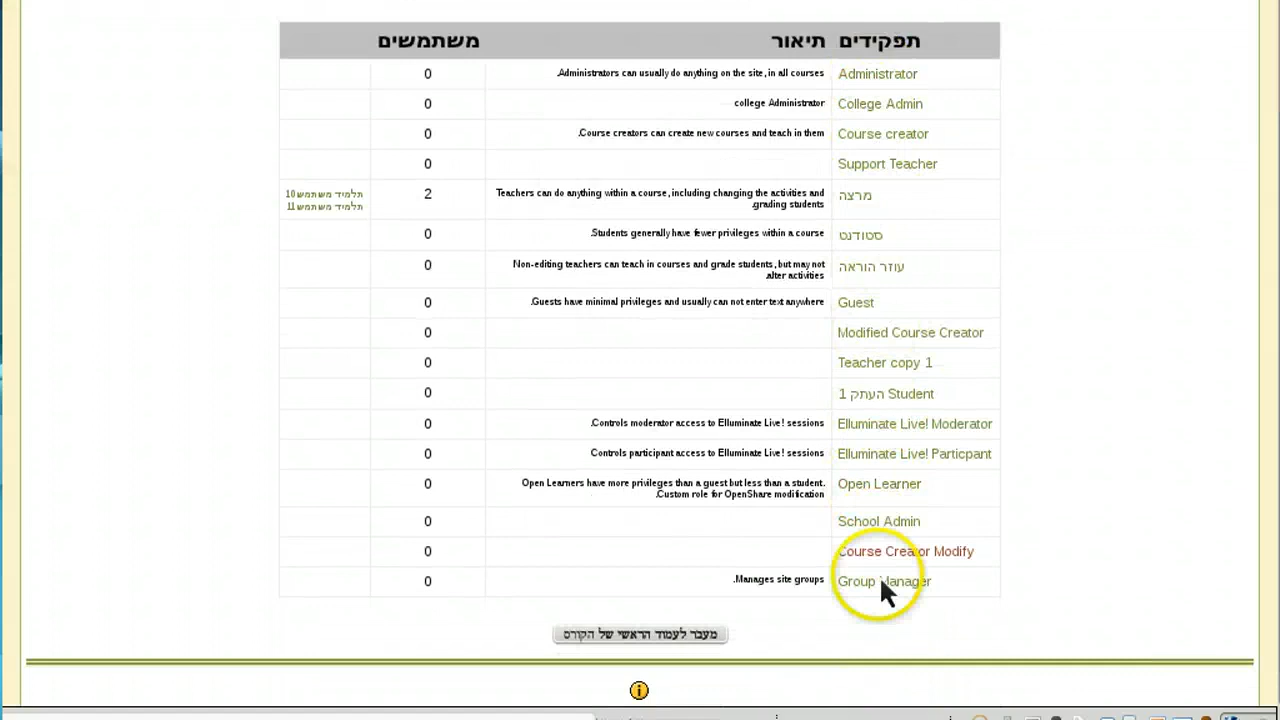 תפקידים תיאור משתמשים
Administrator .Administrators can usually do anything on the site, in all courses 0
College Admin college Administrator 0
Course creator .Course creators can create new courses and teach in them 0
Support Teacher 0
מרצה Teachers can do anything within a course, including changing the activities and 2 תלמיד משתמש10
.grading students תלמיד משתמש11
סטודנט .Students generally have fewer privileges within a course 0
עוזר הוראה Non-editing teachers can teach in courses and grade students, but may not 0
.alter activities
Guest .Guests have minimal privileges and usually can not enter text anywhere 0
Modified Course Creator 0
Teacher copy 1 0
Student העתק 1 0
Elluminate Live! Moderator .Controls moderator access to Elluminate Live! sessions 0
Elluminate Live! Particpant Controls participant access to Elluminate Live! sessions 0
Open Learner Open Learners have more privileges than a guest but less than a student. 0
.Custom role for OpenShare modification
School Admin 0
Course Creator Modify 0
Group Manager .Manages site groups 0
מעבר לעמוד הראשי של הקורס